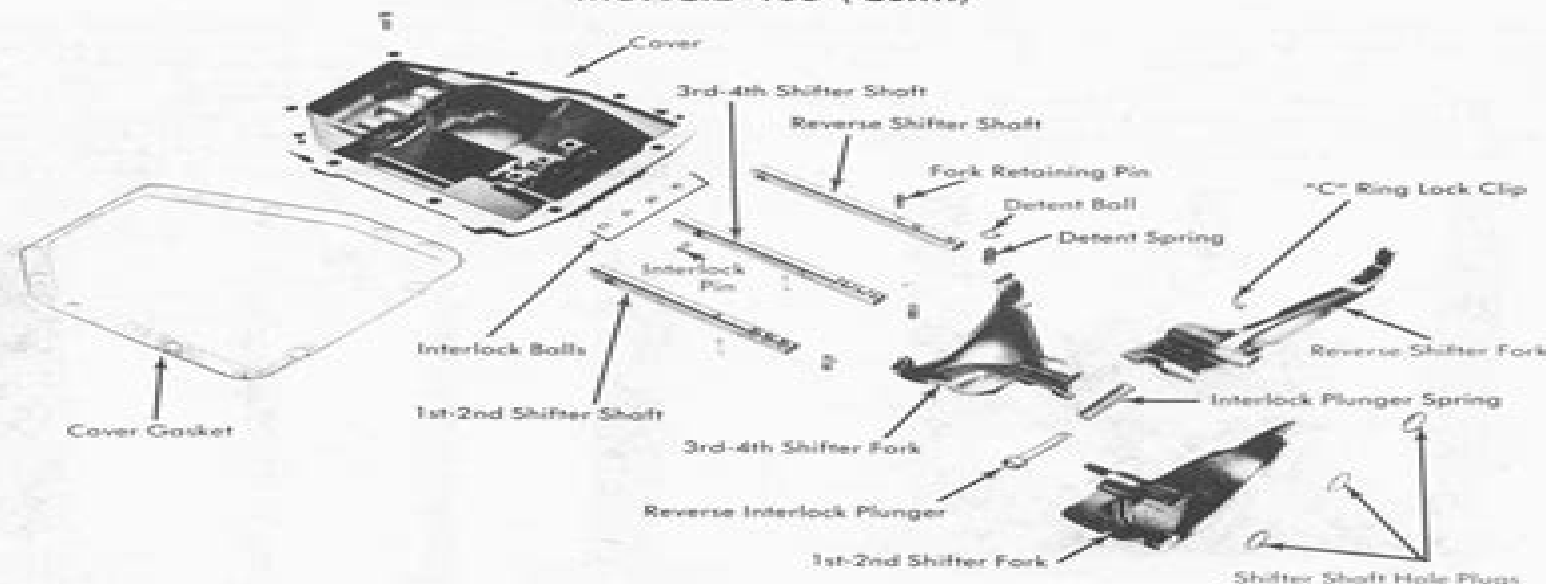 Cover
3rd-4th Shifter Shaft
Reverse Shifter Shaft
Fork Retaining Pin
"C" Ring Lock Clip
Detent Ball
Detent Spring
Interlock
Pin
Interlock Balls
Reverse Shifter Fork
1st-2nd Shifter Shaft
Interlock Plunger Spring
Cover Gasket
3rd-4th Shifter Fork
Reverse Interlock Plunger
1st-2nd Shifter Fork
Shifter Shaft Hole Plugs